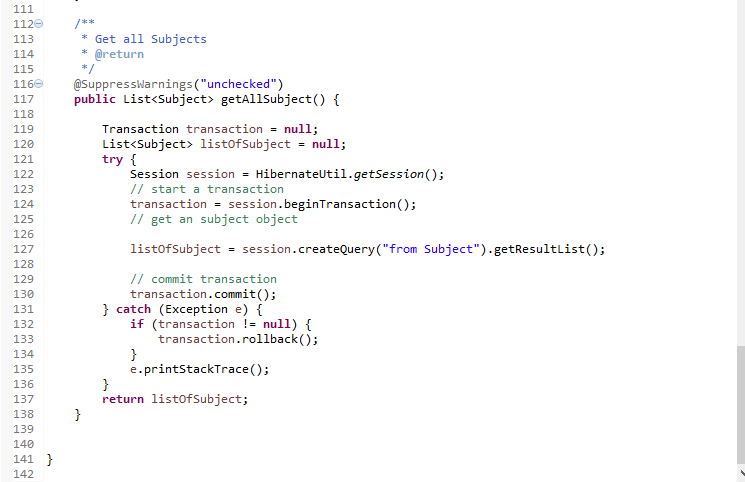 111
112 /**
113 * Get all Subjects
114 * @return
115 */
116 @SuppressWarnings("unchecked")
117 public List<Subject> getAllSubject() {
118
119 Transaction transaction = null;
120 List<Subject> listOfSubject = null;
121 try {
122 Session session = HibernateUtil.getSession();
123 // start a transaction
124 transaction = session.beginTransaction();
125 // get an subject object
126
127 listOfSubject = session.createQuery("from Subject").getResultList();
128
129 // commit transaction
130 transaction.commit();
131 } catch (Exception e) {
132 if (transaction != null) {
133 transaction.rollback();
134 }
135 e.printStackTrace();
136 }
137 return listOfSubject;
138 }
139
140
141 }
142